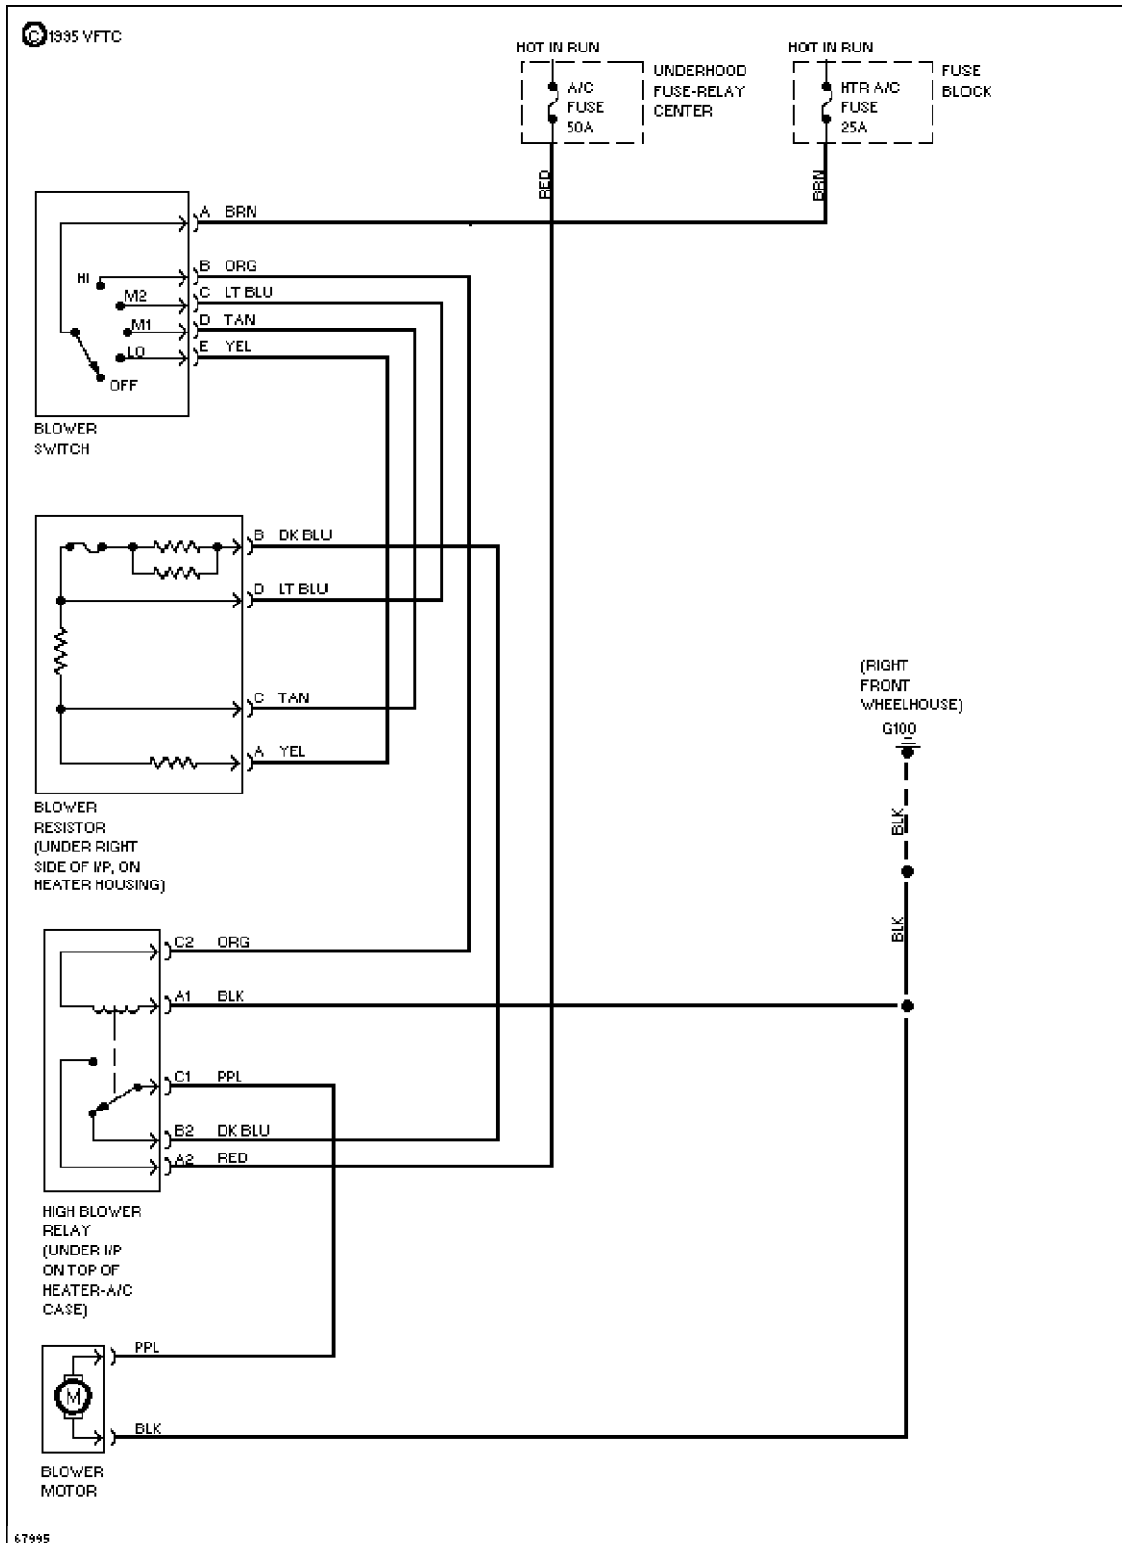 © 1995 VFTC
HOT IN RUN
HOT IN RUN
A/C
FUSE
50A
UNDERHOOD
FUSE-RELAY
CENTER
HTR A/C
FUSE
25A
FUSE
BLOCK
RED
BRN
A BRN
B ORG
C LT BLU
D TAN
E YEL
HI
M2
M1
LO
OFF
BLOWER
SWITCH
B DK BLU
D LT BLU
C TAN
A YEL
BLOWER
RESISTOR
(UNDER RIGHT
SIDE OF I/P, ON
HEATER HOUSING)
(RIGHT
FRONT
WHEELHOUSE)
G100
BLK
BLK
C2 ORG
A1 BLK
C1 PPL
B2 DK BLU
A2 RED
HIGH BLOWER
RELAY
(UNDER I/P
ON TOP OF
HEATER-A/C
CASE)
PPL
M
BLK
BLOWER
MOTOR
67995